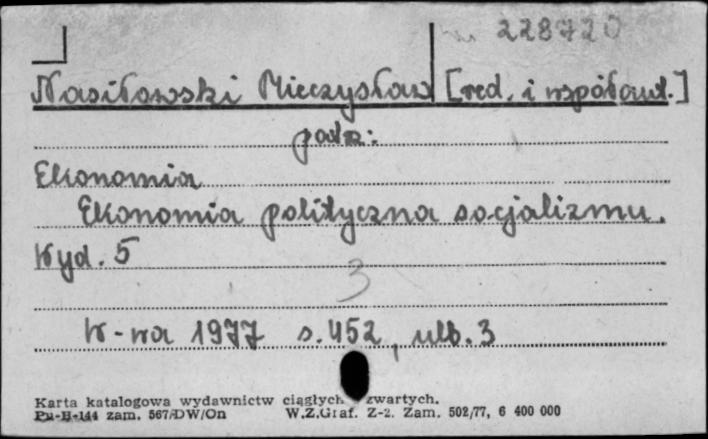 228720
Nasiłowski Mieczysław [red. i współaut.]
podz:
Ekonomia
Ekonomia polityczna socjalizmu.
Wyd. 5
3
W-wa 1977 s. 452, ulb. 3
Karta katalogowa wydawnictw ciągłych zwartych.
Pu-H-144 zam. 567/DW/On W.Z.Graf. Z-2. Zam. 502/77, 6 400 000